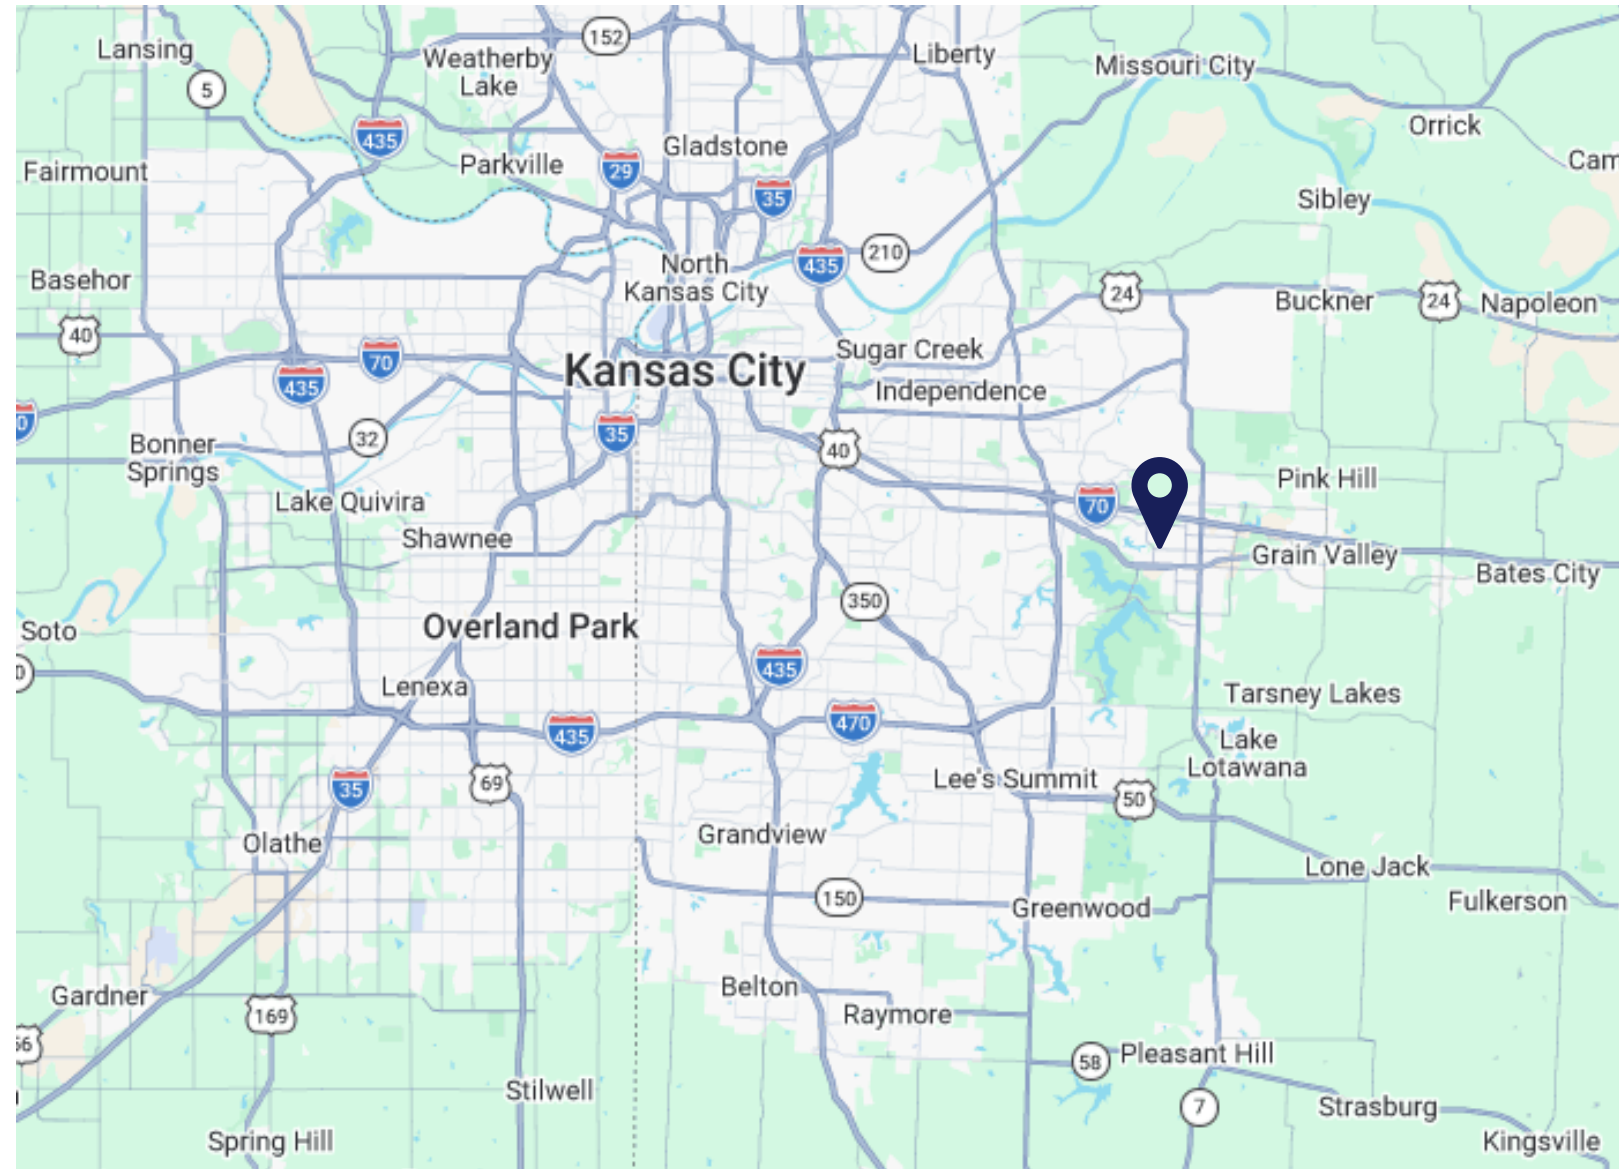 Lansing
Weatherby
Lake
152
Liberty
Missouri City
5
435
Orrick
Fairmount
Parkville
29
Gladstone
35
Cam
Sibley
Basehor
North
Kansas City
435
210
24
Buckner
24
Napoleon
40
70
435
Kansas City
Sugar Creek
Independence
0
32
35
40
Bonner
Springs
Lake Quivira
Shawnee
70
Pink Hill
Grain Valley
Bates City
Soto
Overland Park
350
0
Lenexa
435
435
470
Tarsney Lakes
Lake
Lotawana
35
69
Lee's Summit
50
Olathe
Grandview
Lone Jack
150
Greenwood
Fulkerson
Gardner
169
Belton
Raymore
56
58
Pleasant Hill
Stilwell
7
Strasburg
Spring Hill
Kingsville